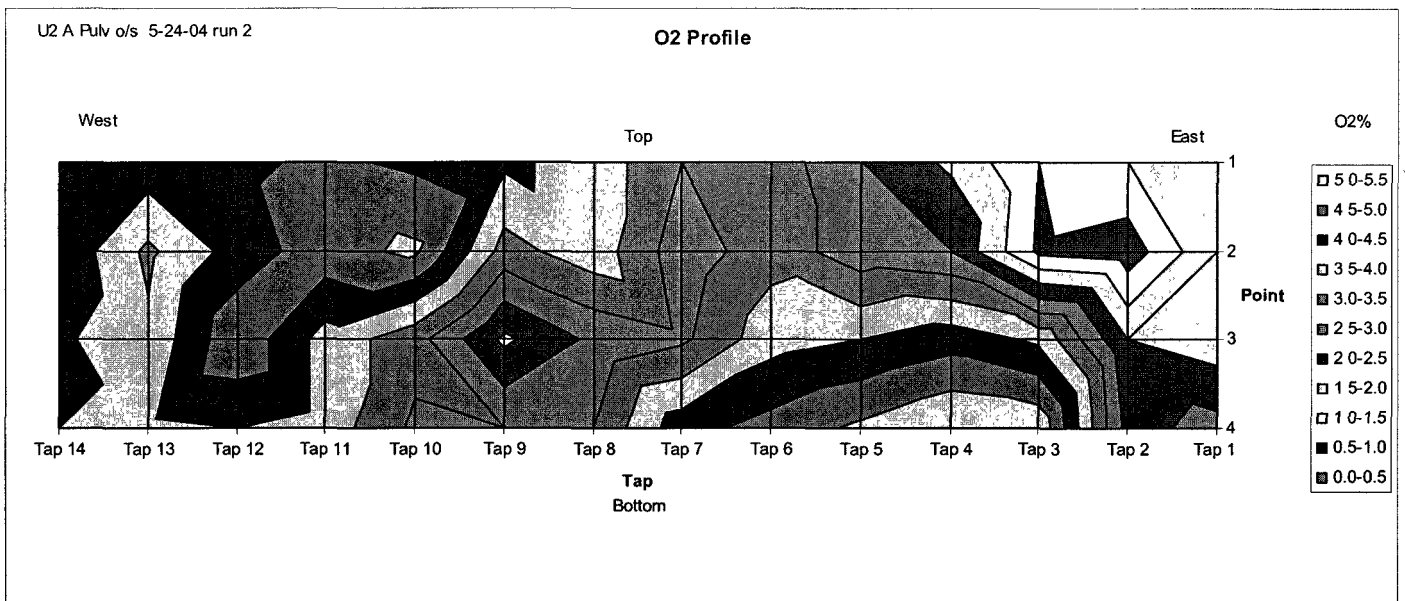 U2 A Pulv o/s 5-24-04 run 2
O2 Profile
West
Top
East
O2%
1
2
3
4
Point
5 0-5.5
4 5-5.0
4 0-4.5
3 5-4.0
3.0-3.5
2 5-3.0
2 0-2.5
1 5-2.0
1 0-1.5
0.5-1.0
0.0-0.5
Tap 14 Tap 13 Tap 12 Tap 11 Tap 10 Tap 9 Tap 8 Tap 7 Tap 6 Tap 5 Tap 4 Tap 3 Tap 2 Tap 1
Tap
Bottom